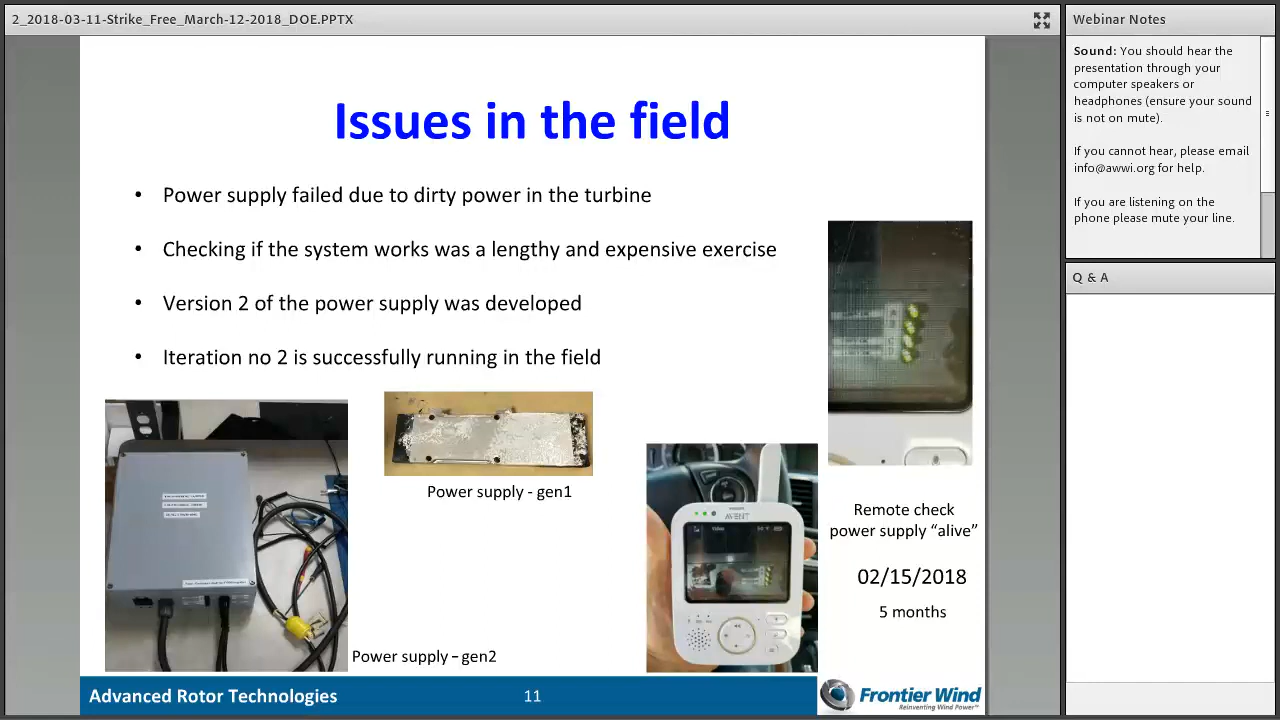 2_2018-03-11-Strike_Free_March-12-2018_DOE.PPTX
Issues in the field
• Power supply failed due to dirty power in the turbine
• Checking if the system works was a lengthy and expensive exercise
• Version 2 of the power supply was developed
• Iteration no 2 is successfully running in the field
Power supply - gen1
AVENT
Remote check
power supply “alive”
02/15/2018
5 months
Power supply – gen2
Advanced Rotor Technologies
11
Frontier Wind
Reinventing Wind Power™
Webinar Notes
Sound: You should hear the
presentation through your
computer speakers or
headphones (ensure your sound
is not on mute).
If you cannot hear, please email
info@awwi.org for help.
If you are listening on the
phone please mute your line.
Q & A